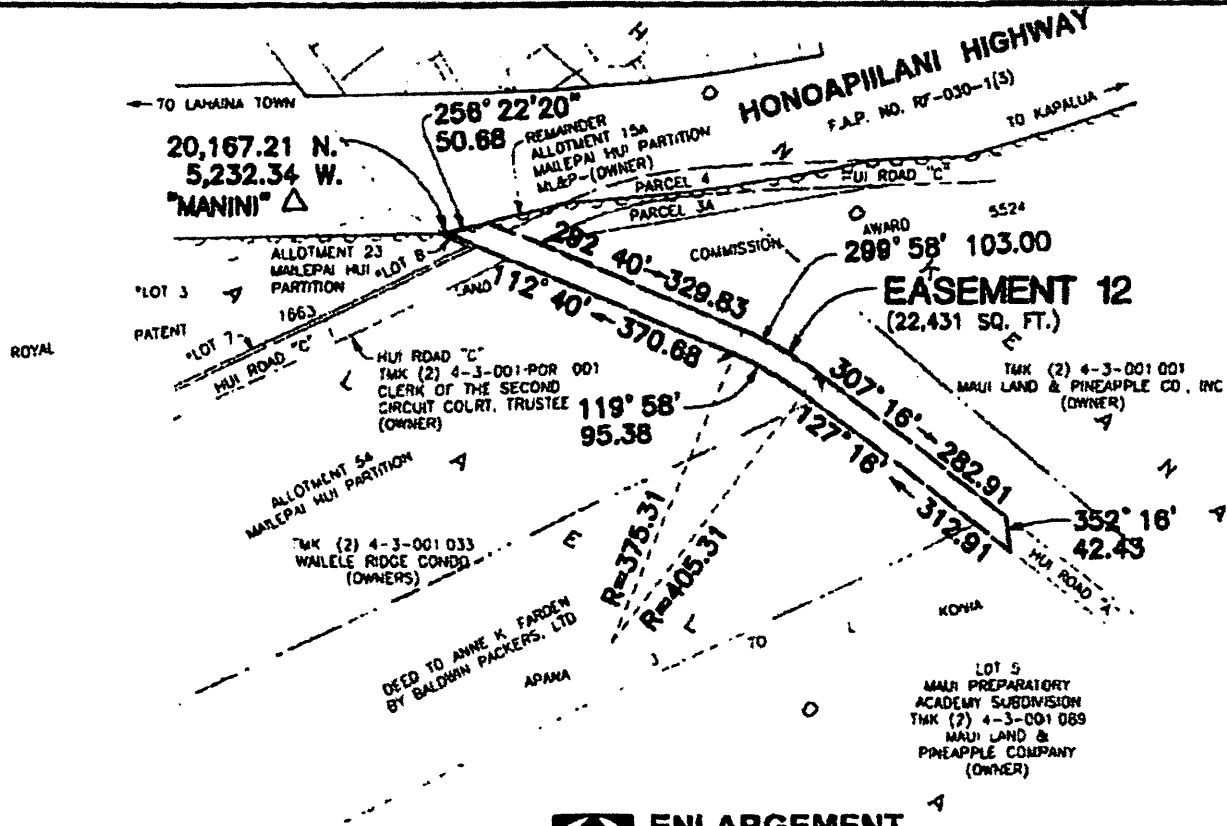 HONOAPIILANI HIGHWAY
F.A.P. NO. RF-030-1(3)
TO LAHAINA TOWN
TO KAPALUA
258° 22'20"
50.68
20,167.21 N.
5,232.34 W.
"MANINI"
REMAINDER
ALLOTMENT 15A
MAILEPAI HUI PARTITION
ML&P-(OWNER)
PARCEL 4
HUI ROAD "C"
PARCEL 3A
ALLOTMENT 23
MAILEPAI HUI
PARTITION
"LOT 8
292 40'-329.83
COMMISSION
AWARD
5524
299° 58' 103.00
EASEMENT 12
(22,431 SQ. FT.)
"LOT 3
LAND
112° 40' 370.68
ROYAL
PATENT
1663
"LOT 7
HUI ROAD "C"
HUI ROAD "C"
TMK (2) 4-3-001:POR 001
CLERK OF THE SECOND
CIRCUIT COURT, TRUSTEE
(OWNER)
119° 58'
95.38
307° 16' 282.91
127° 16' 312.91
TMK (2) 4-3-001 001
MAUI LAND & PINEAPPLE CO., INC
(OWNER)
352° 16'
42.43
ALLOTMENT 54
MAILEPAI HUI PARTITION
TMK (2) 4-3-001 033
WAILELE RIDGE CONDO
(OWNERS)
R=375.31
R=405.31
HUI ROAD
DEED TO ANNE K. FARDEN
BY BALDWIN PACKERS, LTD
APANA
TO
KONIA
LOT 5
MAUI PREPARATORY
ACADEMY SUBDIVISION
TMK (2) 4-3-001 089
MAUI LAND &
PINEAPPLE COMPANY
(OWNER)
ENLARGEMENT